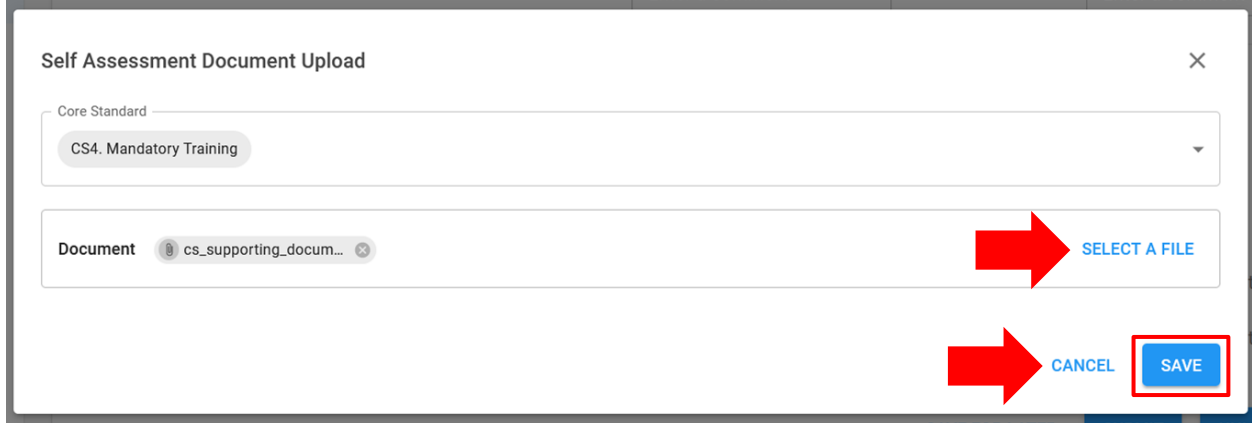 Self Assessment Document Upload
Core Standard
CS4. Mandatory Training
Document cs_supporting_docum... SELECT A FILE
CANCEL SAVE